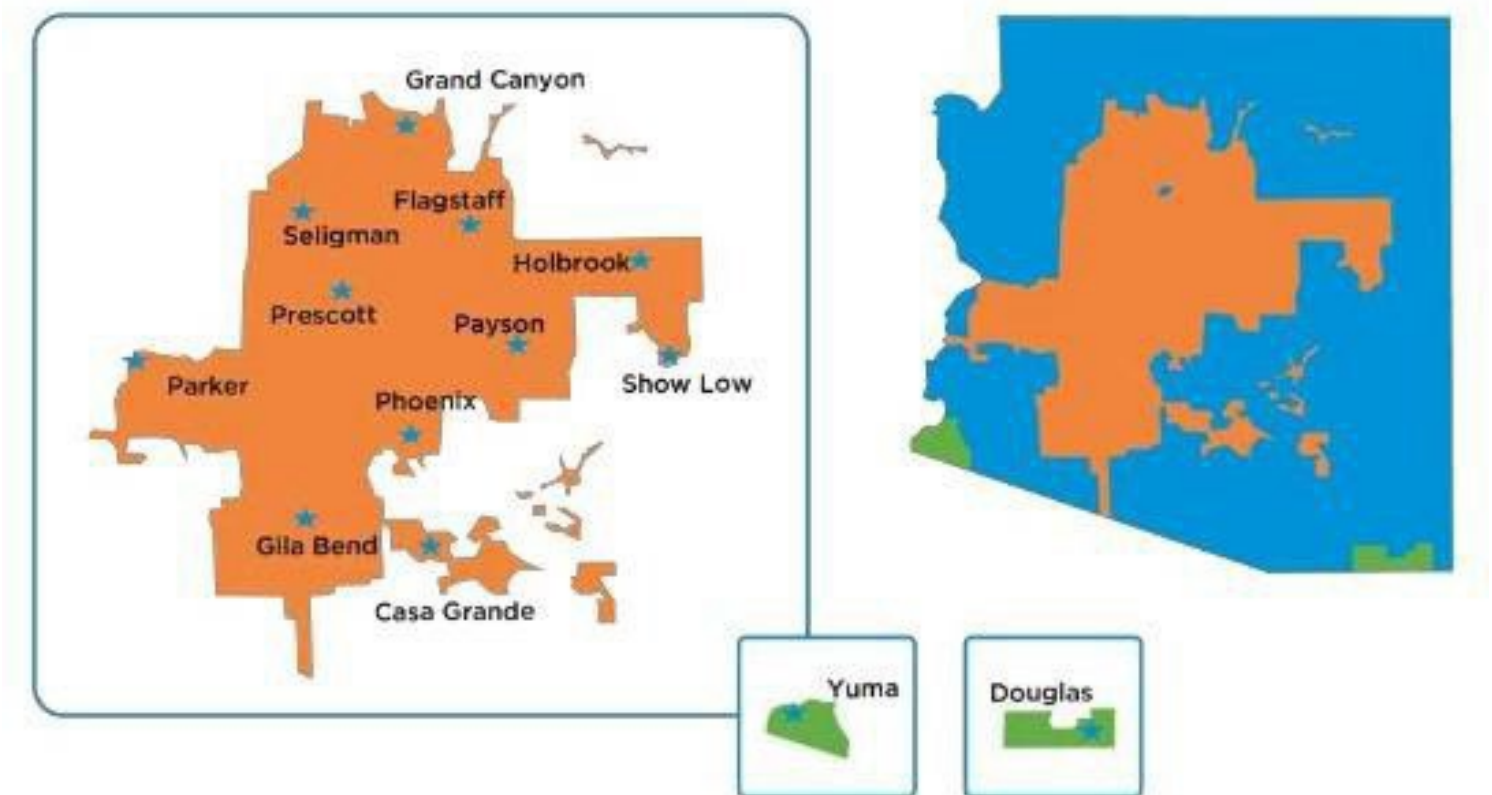 Grand Canyon
Flagstaff
Seligman
Holbrook
Prescott
Payson
Parker
Show Low
Phoenix
Gila Bend
Casa Grande
Yuma
Douglas